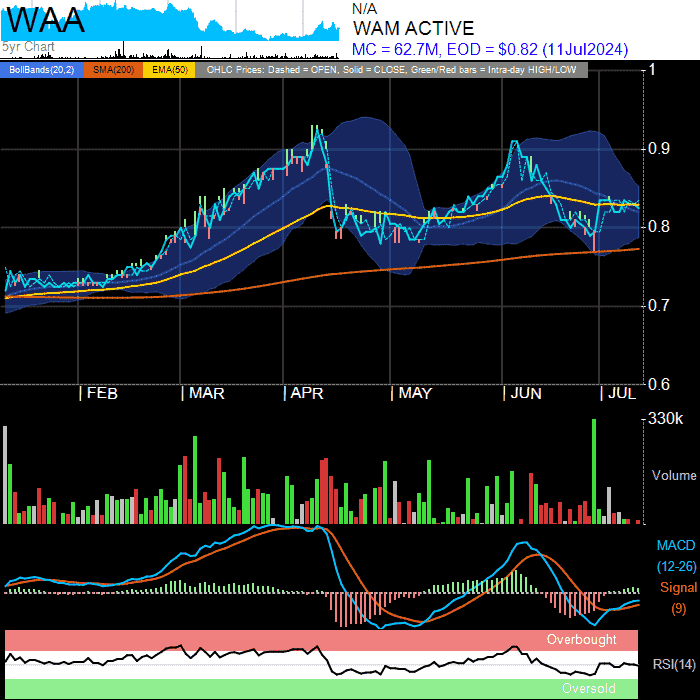 WAA
5yr Chart
N/A
WAM ACTIVE
MC = 62.7M, EOD = $0.82 (11Jul2024)
BollBands(20,2) SMA(200) EMA(50) OHLC Prices: Dashed = OPEN, Solid = CLOSE, Green/Red bars = Intra-day HIGH/LOW
1
0.9
0.8
0.7
0.6
FEB MAR APR MAY JUN JUL
330k
Volume
MACD
(12-26)
Signal
(9)
Overbought
RSI(14)
Oversold